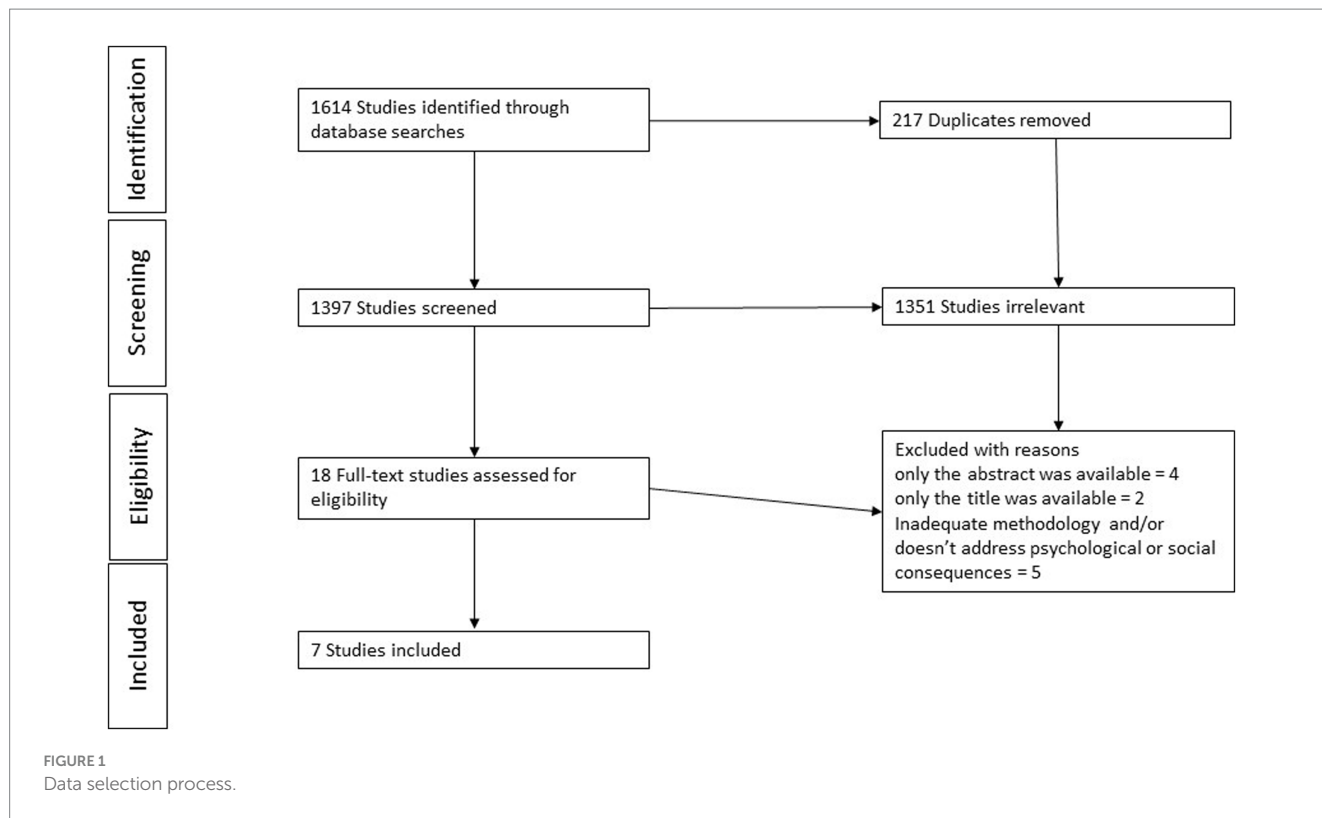 Identification
1614 Studies identified through
database searches
217 Duplicates removed
Screening
1397 Studies screened
1351 Studies irrelevant
Eligibility
18 Full-text studies assessed for
eligibility
Excluded with reasons
only the abstract was available = 4
only the title was available = 2
Inadequate methodology and/or
doesn't address psychological or social
consequences = 5
Included
7 Studies included
FIGURE 1
Data selection process.